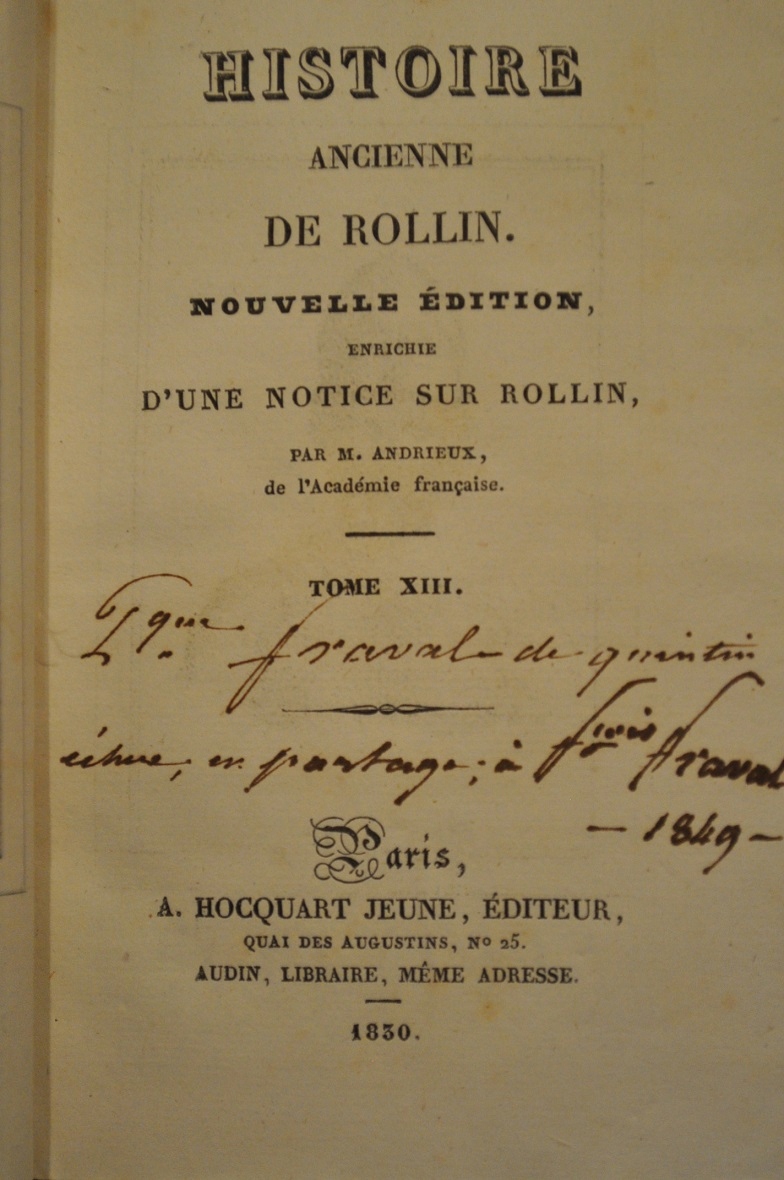 HISTOIRE
ANCIENNE
DE ROLLIN.
NOUVELLE ÉDITION,
ENRICHIE
D'UNE NOTICE SUR ROLLIN,
PAR M. ANDRIEUX,
de l'Académie française.
TOME XIII.
fraval de quintin
échue, en partage; à fraval
- 1849 -
Paris,
A. HOCQUART JEUNE, ÉDITEUR,
QUAI DES AUGUSTINS, Nº 25.
AUDIN, LIBRAIRE, MÊME ADRESSE.
1830.